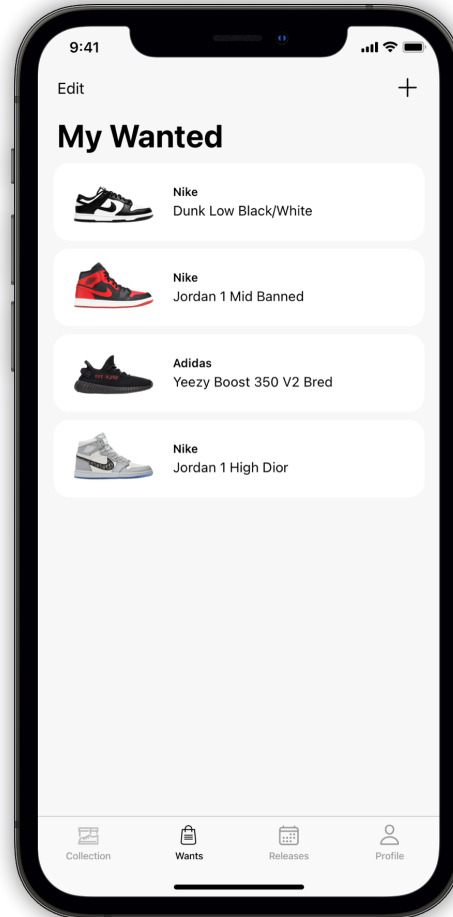 9:41
Edit
My Wanted
Nike
Dunk Low Black/White
Nike
Jordan 1 Mid Banned
Adidas
Yeezy Boost 350 V2 Bred
Nike
Jordan 1 High Dior
Collection
Wants
Releases
Profile